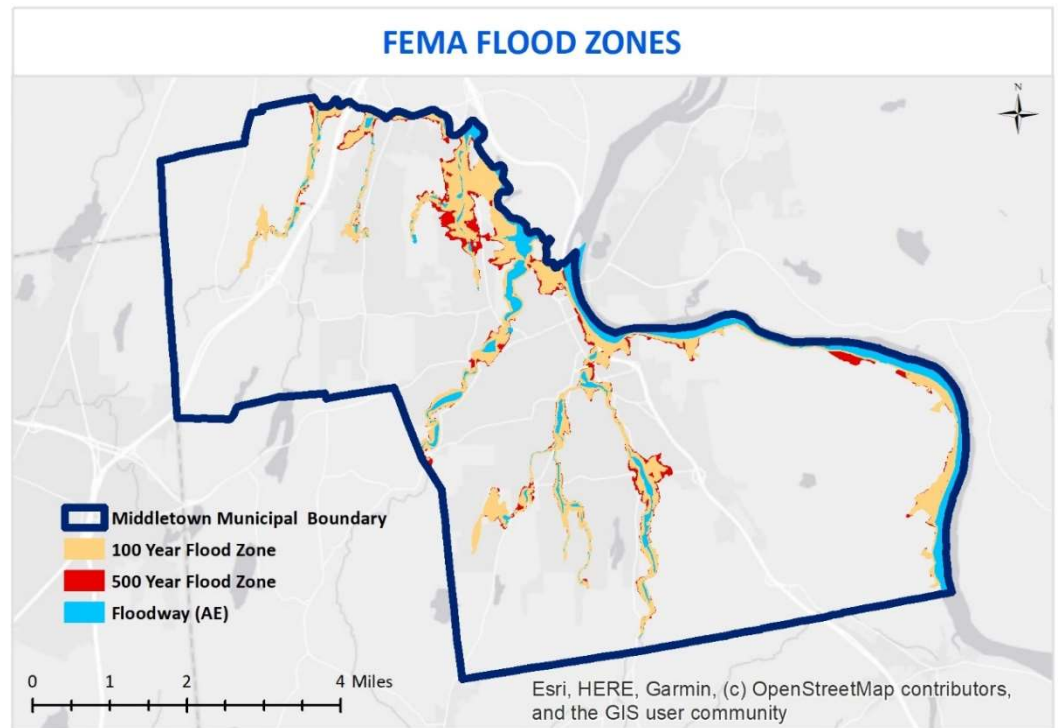 FEMA FLOOD ZONES
N
Middletown Municipal Boundary
100 Year Flood Zone
500 Year Flood Zone
Floodway (AE)
0 1 2 4 Miles
Esri, HERE, Garmin, (c) OpenStreetMap contributors,
and the GIS user community